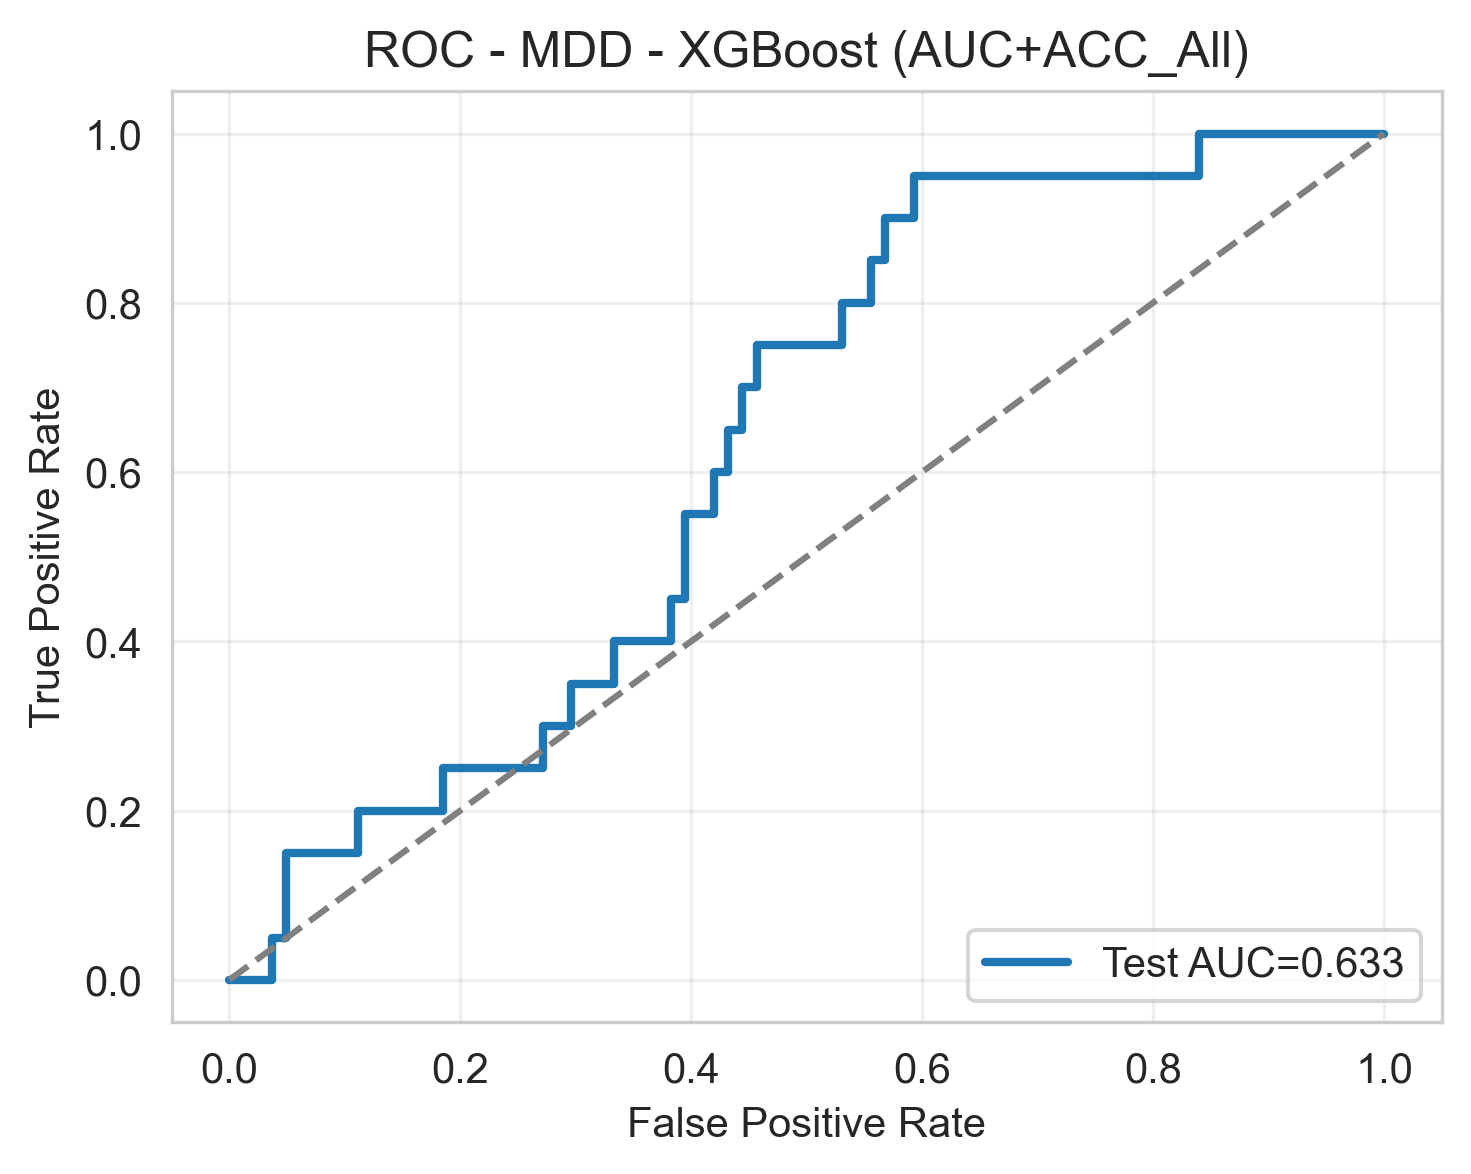 ROC - MDD - XGBoost (AUC+ACC_All)
True Positive Rate
1.0
0.8
0.6
0.4
0.2
0.0
Test AUC=0.633
0.0 0.2 0.4 0.6 0.8 1.0
False Positive Rate